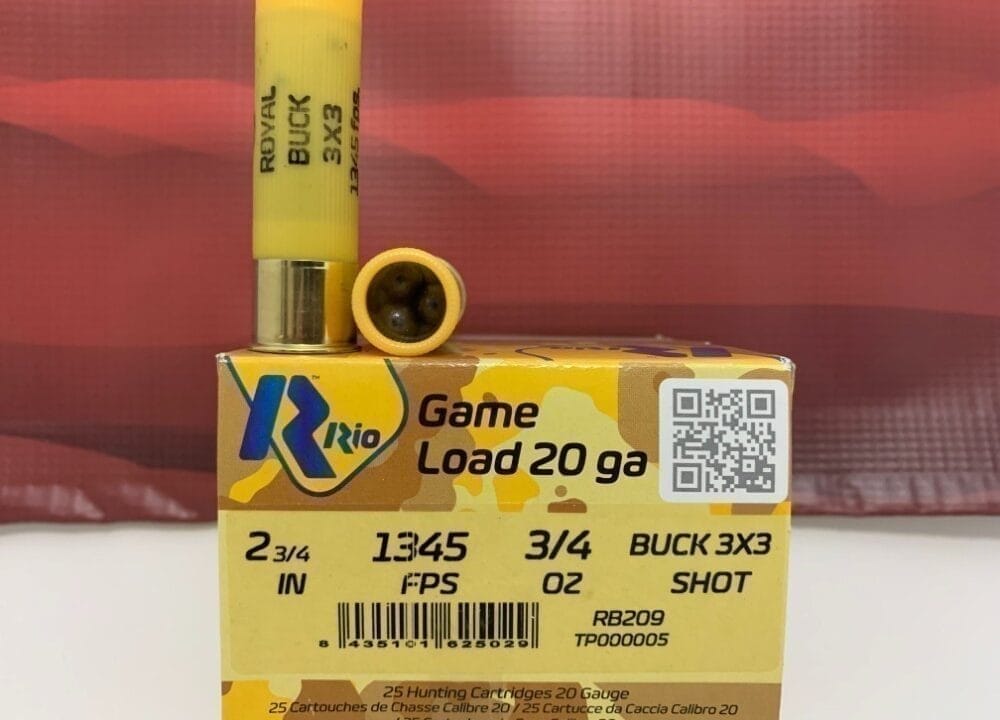 ROYAL
BUCK
3X3
1345 fps.
Rio
Game
Load 20 ga
2 3/4
IN
1345
FPS
3/4
OZ
BUCK 3X3
SHOT
8 435101 625029
RB209
TP000005
25 Hunting Cartridges 20 Gauge
25 Cartouches de Chasse Calibre 20 / 25 Cartucce da Caccia Calibro 20